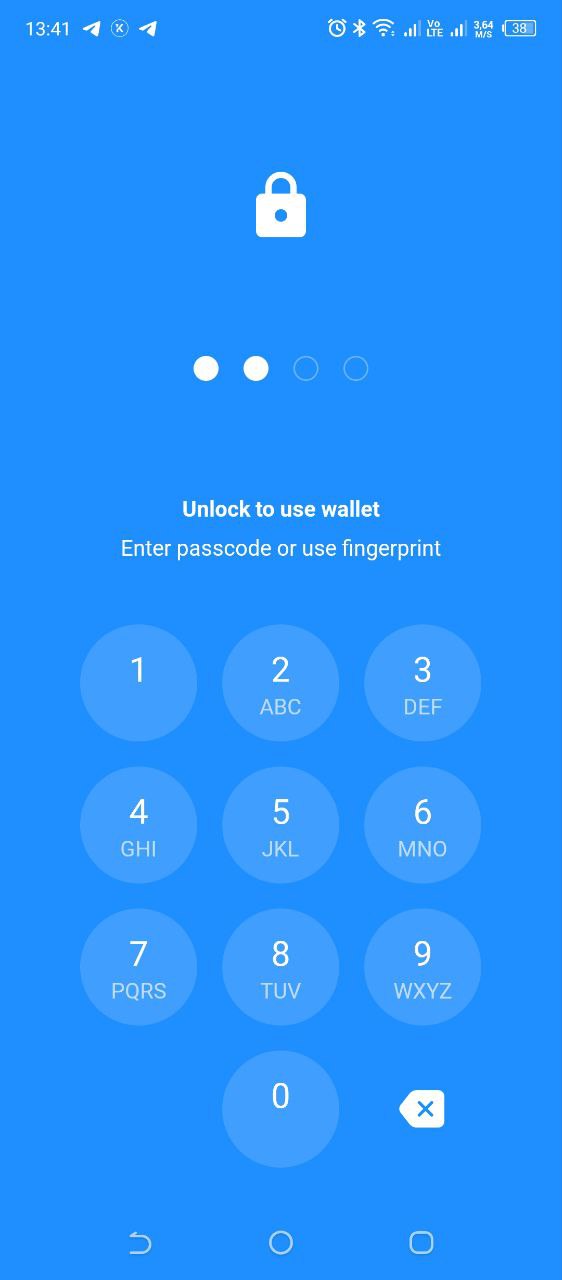 13:41 Vo LTE 3,64 M/S 38
Unlock to use wallet
Enter passcode or use fingerprint
1 2 3
ABC DEF
4 5 6
GHI JKL MNO
7 8 9
PQRS TUV WXYZ
0